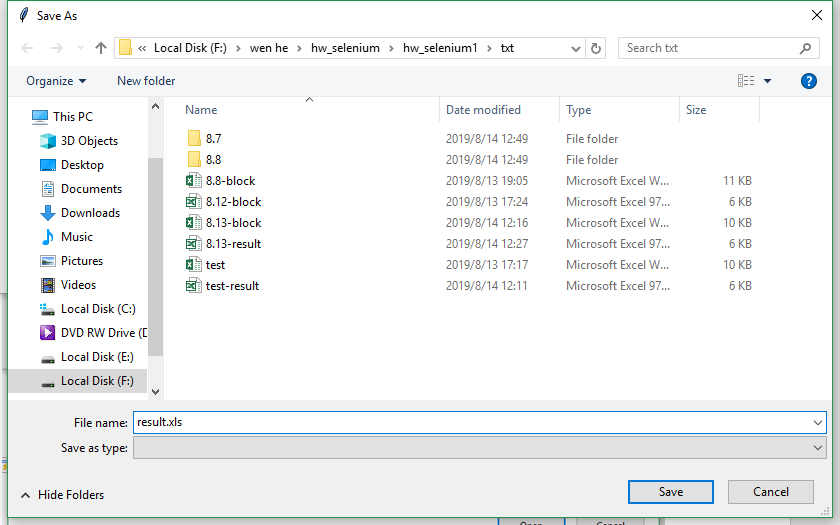 Save As
« Local Disk (F:) › wen he › hw_selenium › hw_selenium1 › txt
Search txt
Organize
New folder
This PC
3D Objects
Desktop
Documents
Downloads
Music
Pictures
Videos
Local Disk (C:)
DVD RW Drive (D
Local Disk (E:)
Local Disk (F:)
Name Date modified Type Size
8.7 2019/8/14 12:49 File folder
8.8 2019/8/14 12:49 File folder
8.8-block 2019/8/13 19:05 Microsoft Excel W... 11 KB
8.12-block 2019/8/13 17:24 Microsoft Excel 97... 6 KB
8.13-block 2019/8/14 12:16 Microsoft Excel W... 10 KB
8.13-result 2019/8/14 12:27 Microsoft Excel 97... 6 KB
test 2019/8/13 17:17 Microsoft Excel W... 10 KB
test-result 2019/8/14 12:11 Microsoft Excel 97... 6 KB
File name: result.xls
Save as type:
Hide Folders
Save
Cancel